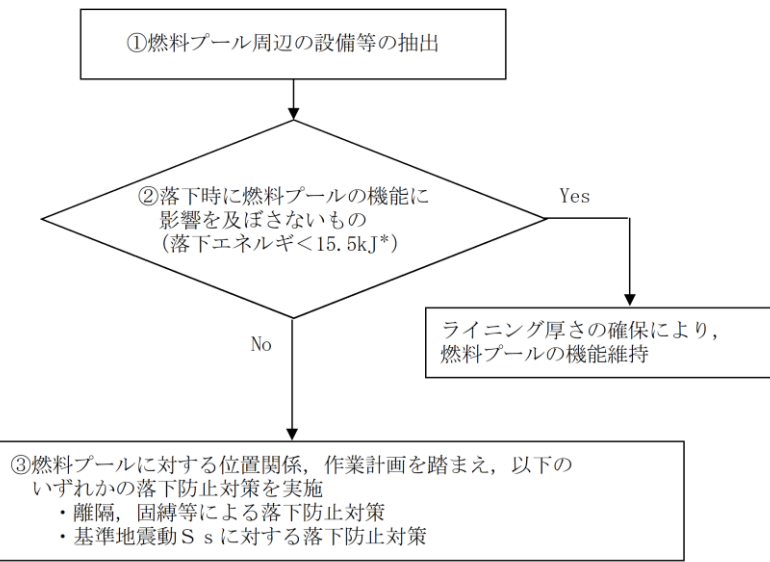 ①燃料プール周辺の設備等の抽出
②落下時に燃料プールの機能に
影響を及ぼさないもの
(落下エネルギ<15.5kJ*)
Yes
ライニング厚さの確保により,
燃料プールの機能維持
No
③燃料プールに対する位置関係, 作業計画を踏まえ, 以下の
いずれかの落下防止対策を実施
・離隔, 固縛等による落下防止対策
・基準地震動Ssに対する落下防止対策